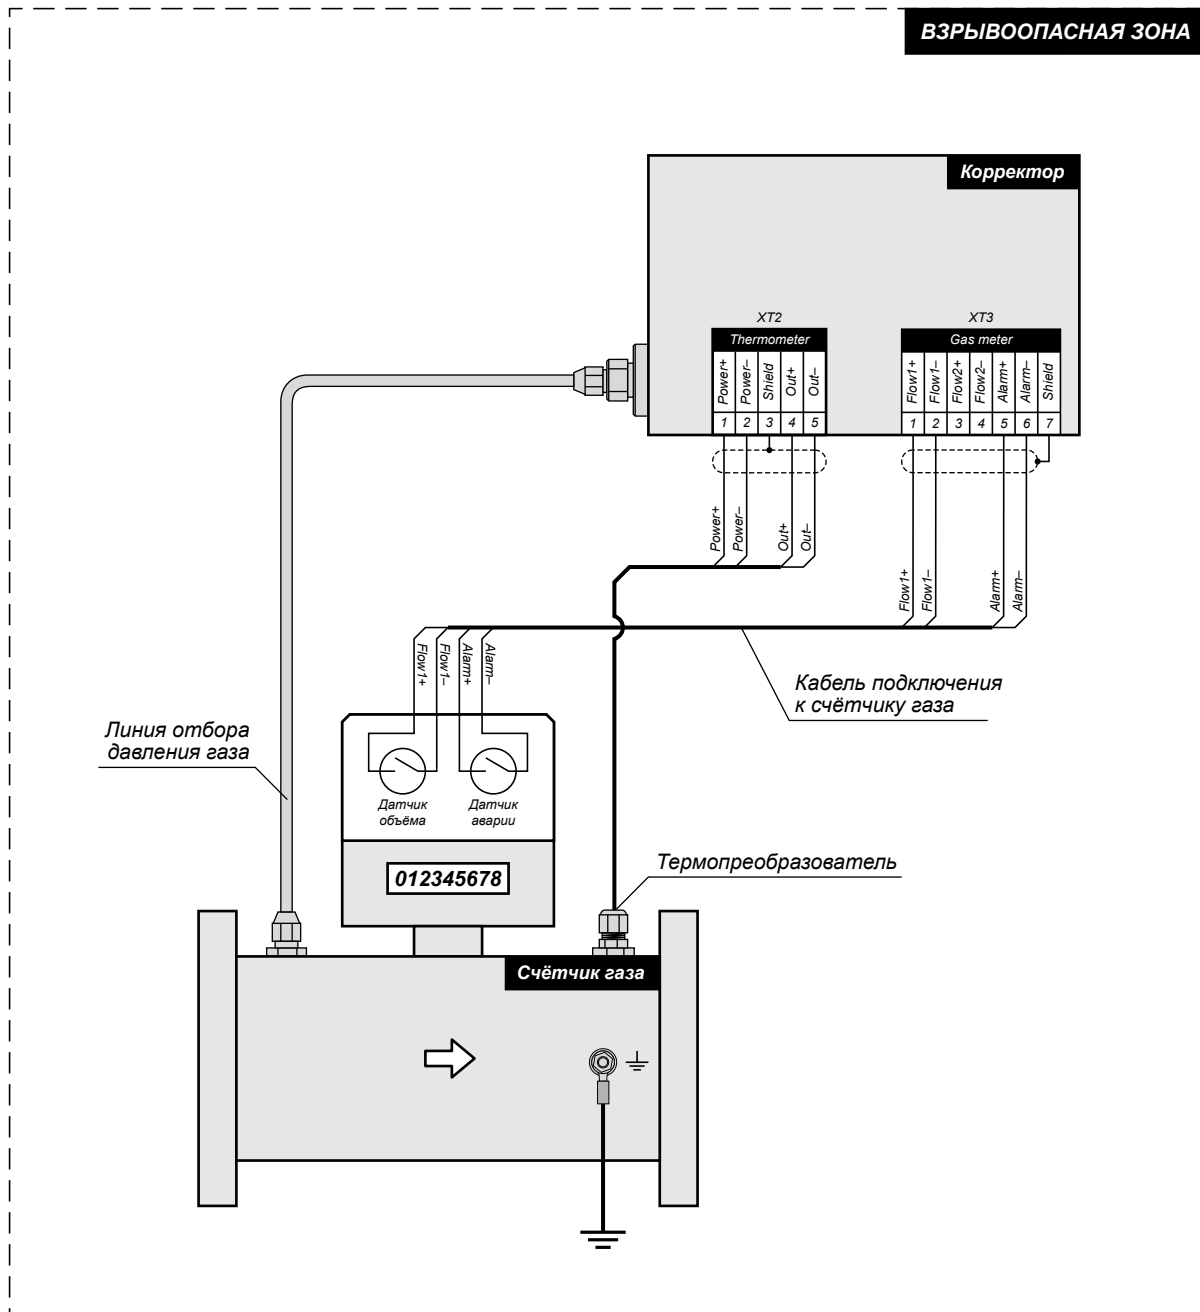 ВЗРЫВООПАСНАЯ ЗОНА
Корректор
XT2
XT3
Thermometer
Gas meter
Power+
Power–
Shield
Out+
Out–
Flow1+
Flow1–
Flow2+
Flow2–
Alarm+
Alarm–
Shield
1
2
3
4
5
1
2
3
4
5
6
7
Power+
Power–
Out+
Out–
Flow1+
Flow1–
Alarm+
Alarm–
Flow1+
Flow1–
Alarm+
Alarm–
Кабель подключения
к счётчику газа
Линия отбора
давления газа
Датчик
объёма
Датчик
аварии
Термопреобразователь
012345678
Счётчик газа